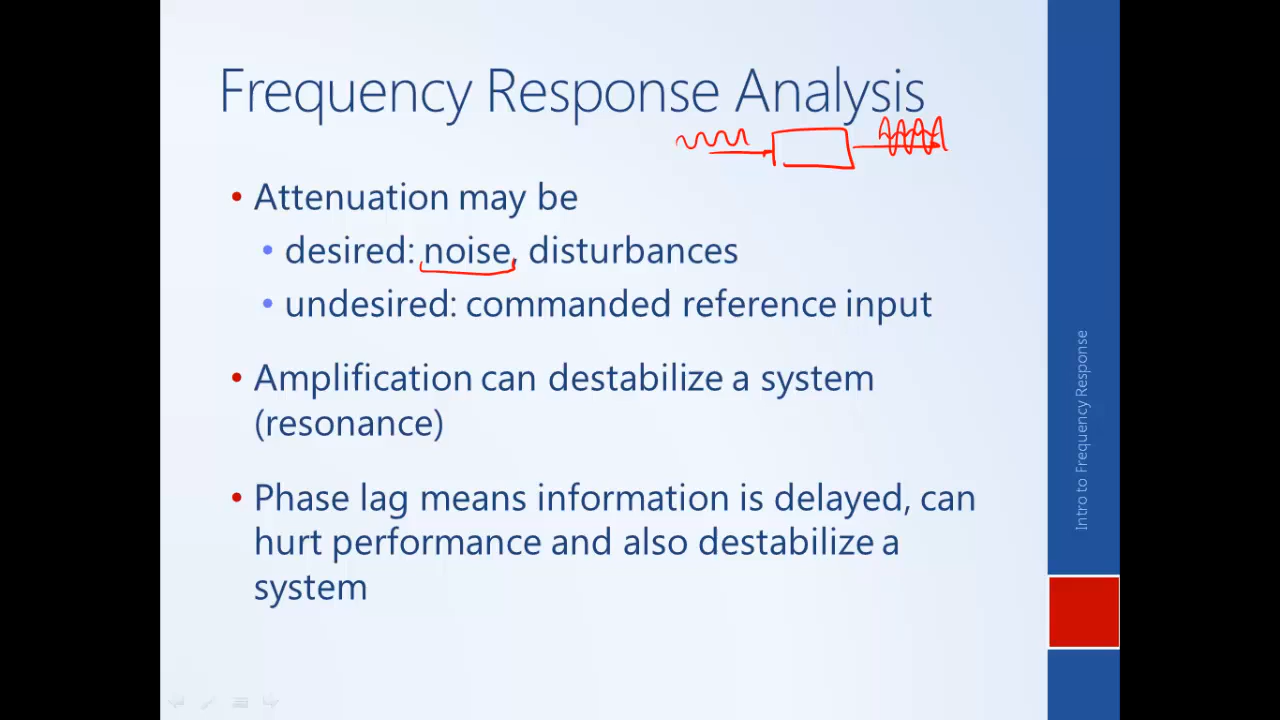 Frequency Response Analysis
• Attenuation may be
• desired: noise, disturbances
• undesired: commanded reference input
• Amplification can destabilize a system
(resonance)
• Phase lag means information is delayed, can
hurt performance and also destabilize a
system
Intro to Frequency Response